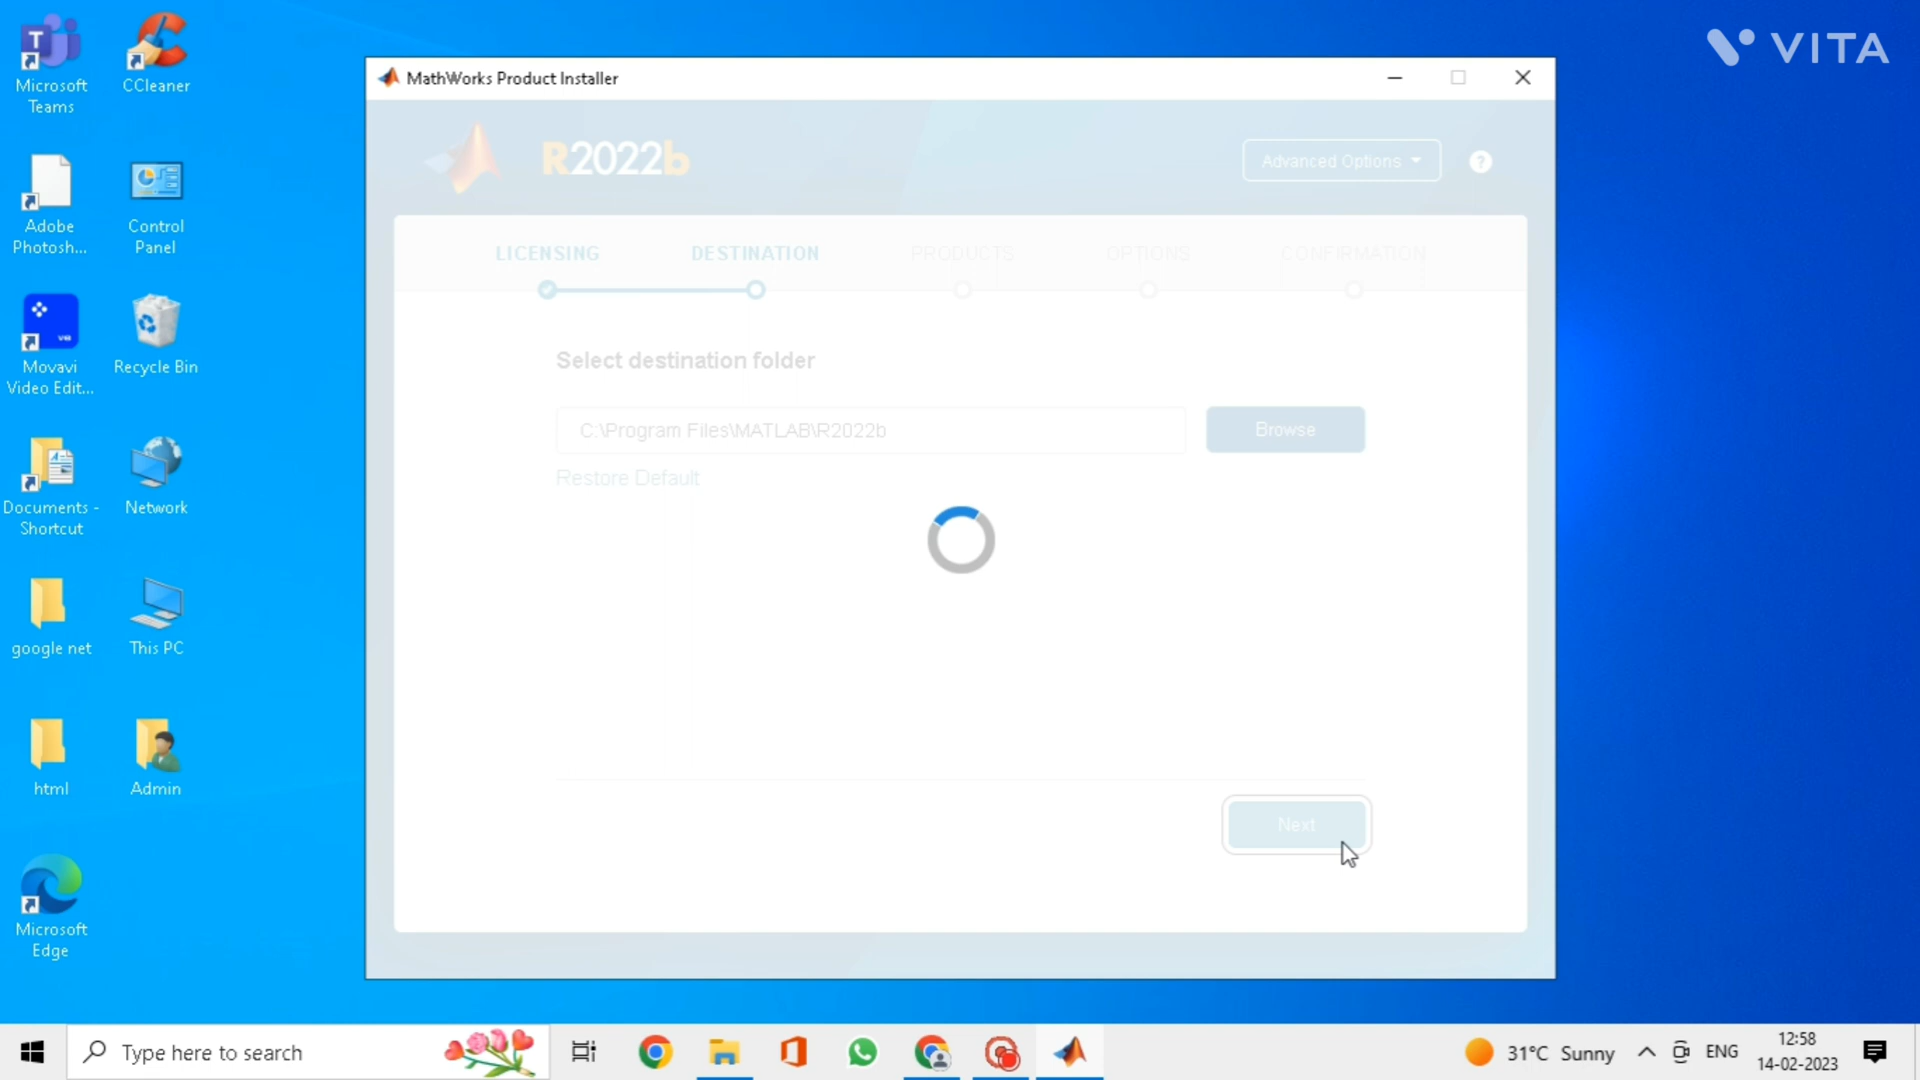 VITA
Microsoft
Teams
CCleaner
Adobe
Photosh...
Control
Panel
Movavi
Video Edit...
Recycle Bin
Documents -
Shortcut
Network
google net
This PC
html
Admin
Microsoft
Edge
MathWorks Product Installer
R2022b
Advanced Options
?
LICENSING DESTINATION PRODUCTS OPTIONS CONFIRMATION
Select destination folder
C:\Program Files\MATLAB\R2022b
Browse
Restore Default
Next
Type here to search
31°C Sunny
ENG
12:58
14-02-2023